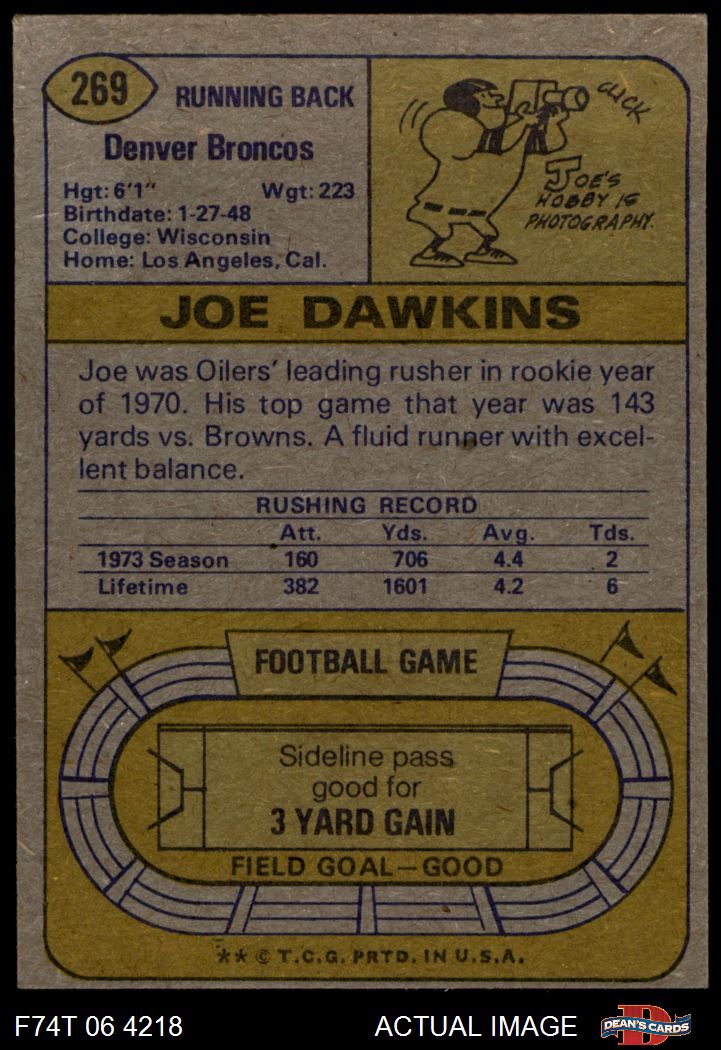 269
RUNNING BACK
Denver Broncos
Hgt: 6'1" Wgt: 223
Birthdate: 1-27-48
College: Wisconsin
Home: Los Angeles, Cal.
CLICK
JOE'S
HOBBY IS
PHOTOGRAPHY.
JOE DAWKINS
Joe was Oilers' leading rusher in rookie year
of 1970. His top game that year was 143
yards vs. Browns. A fluid runner with excel-
lent balance.
RUSHING RECORD
Att. Yds. Avg. Tds.
1973 Season 160 706 4.4 2
Lifetime 382 1601 4.2 6
FOOTBALL GAME
Sideline pass
good for
3 YARD GAIN
FIELD GOAL—GOOD
** © T.C.G. PRTD. IN U.S.A.
F74T 06 4218 ACTUAL IMAGE DEAN'S CARDS